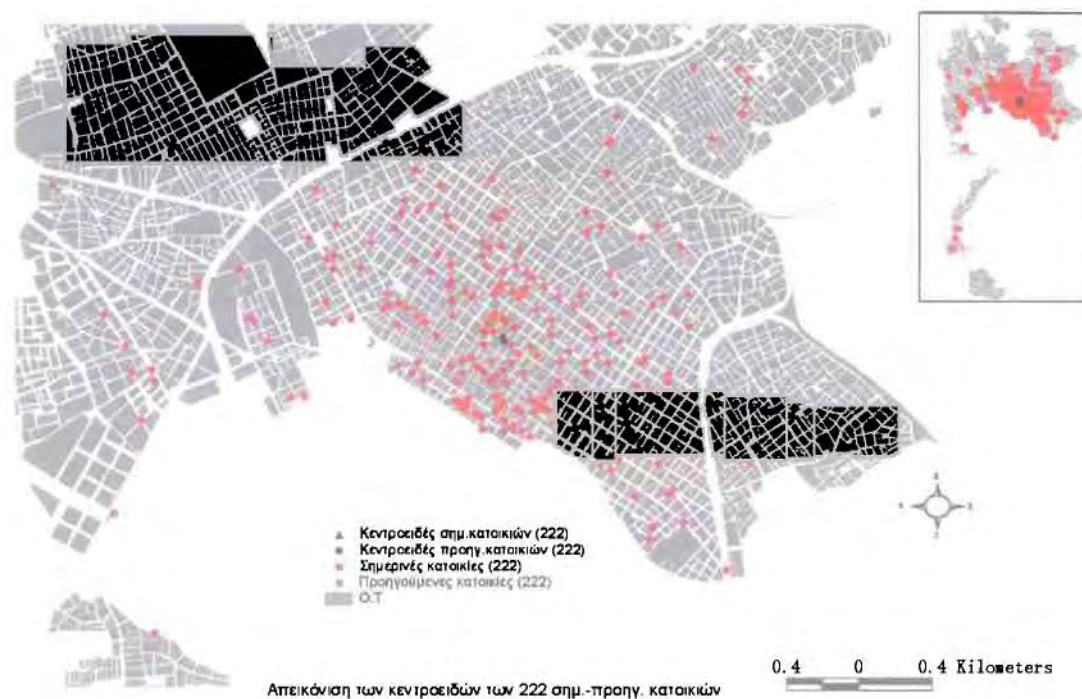 Κεντροειδές σημ.κατοικιών (222)
Κεντροειδές προηγ.κατοικιών (222)
Σημερινές κατοικίες (222)
Προηγούμενες κατοικίες (222)
Ο.Τ
0.4 0 0.4 Kilometers
Απεικόνιση των κεντροειδών των 222 σημ.-προηγ. κατοικιών